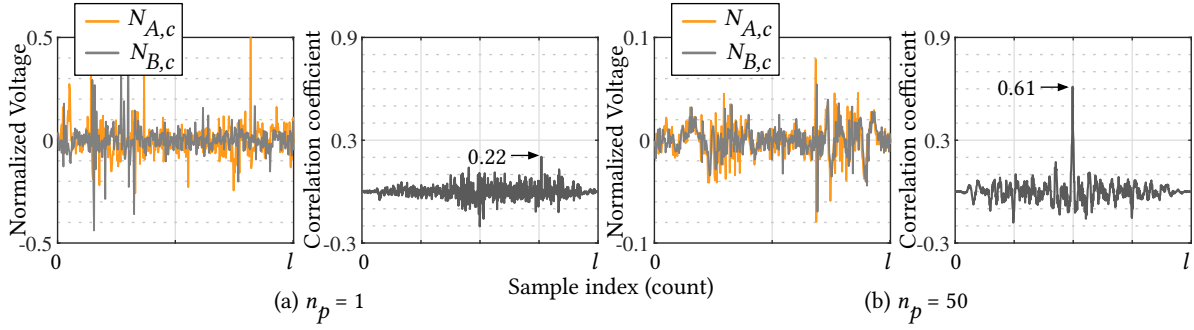 N_{A,c}
N_{B,c}
Normalized Voltage
0.5
0
-0.5
0
l
Correlation coefficient
0.9
0.3
-0.3
0.22
0
l
N_{A,c}
N_{B,c}
Normalized Voltage
0.1
0
-0.1
0
l
Correlation coefficient
0.9
0.3
-0.3
0.61
0
l
Sample index (count)
(a) n_p = 1
(b) n_p = 50